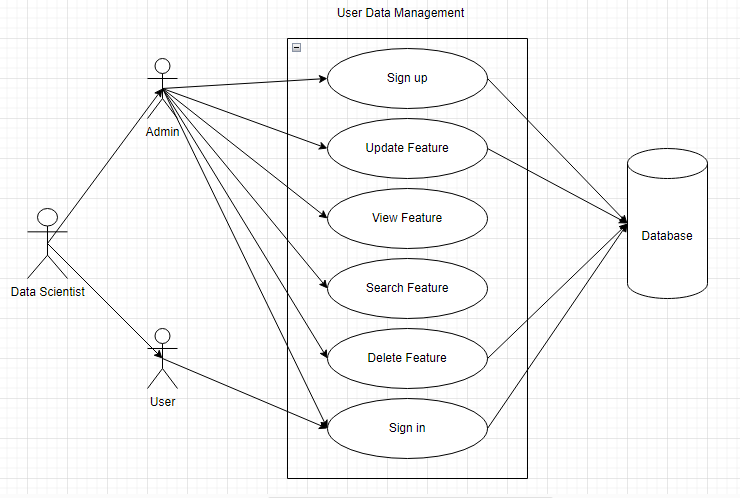 User Data Management
Sign up
Admin
Update Feature
Database
View Feature
Data Scientist
Search Feature
Delete Feature
User
Sign in